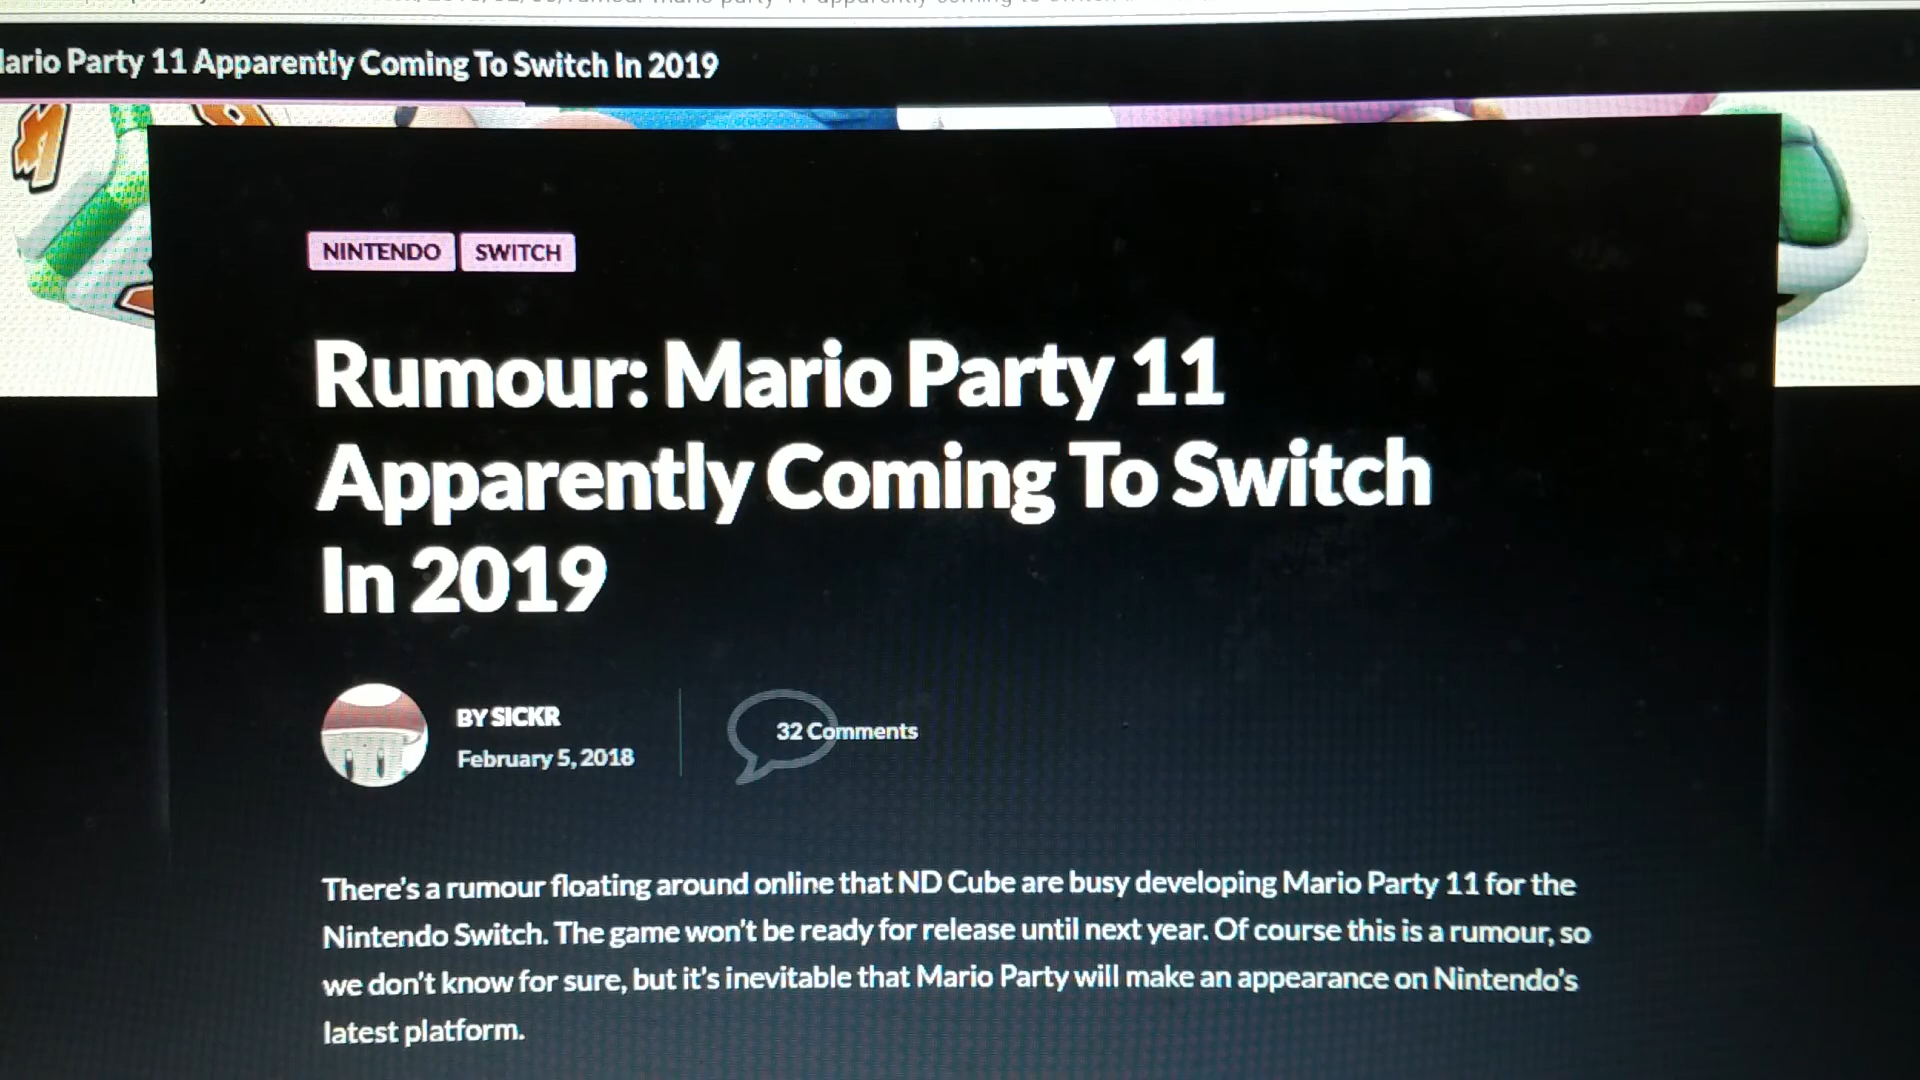 Mario Party 11 Apparently Coming To Switch In 2019
NINTENDO SWITCH
Rumour: Mario Party 11
Apparently Coming To Switch
In 2019
BY SICKR
February 5, 2018
32 Comments
There's a rumour floating around online that ND Cube are busy developing Mario Party 11 for the
Nintendo Switch. The game won't be ready for release until next year. Of course this is a rumour, so
we don't know for sure, but it's inevitable that Mario Party will make an appearance on Nintendo's
latest platform.